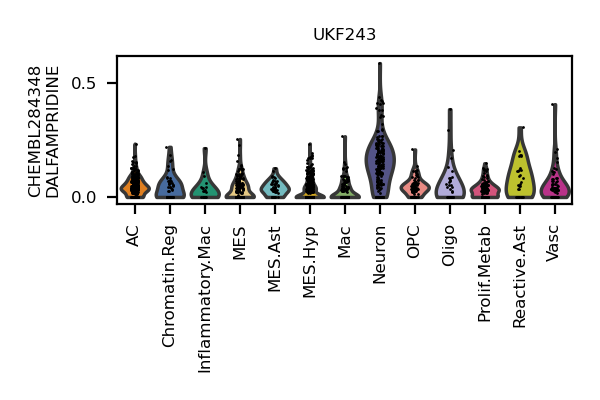 UKF243
CHEMBL284348
DALFAMPRIDINE
0.5
0.0
AC
Chromatin.Reg
Inflammatory.Mac
MES
MES.Ast
MES.Hyp
Mac
Neuron
OPC
Oligo
Prolif.Metab
Reactive.Ast
Vasc